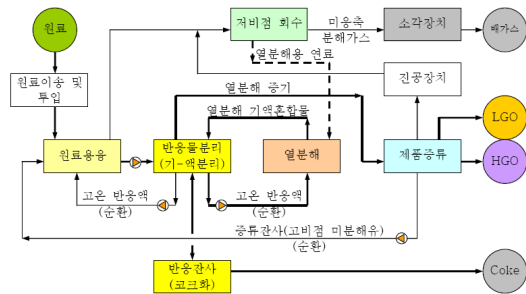 원료
저비점 회수
미응축
분해가스
소각장치
배가스
열분해용 연료
원료이송 및
투입
진공장치
열분해 증기
LGO
열분해 기액혼합물
원료용융
반응물분리
(기-액분리)
열분해
제품증류
HGO
고온 반응액
(순환)
고온 반응액
(순환)
증류잔사(고비점 미분해유)
(순환)
반응잔사
(코크화)
Coke